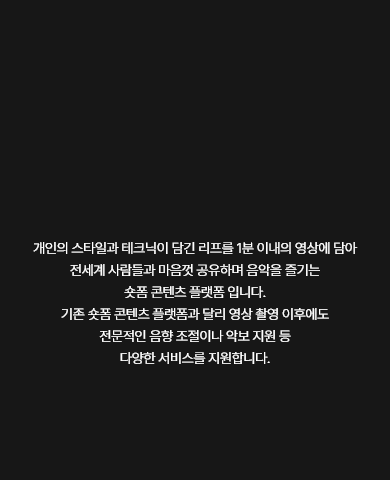 개인의 스타일과 테크닉이 담긴 리프를 1분 이내의 영상에 담아
전세계 사람들과 마음껏 공유하며 음악을 즐기는
숏폼 콘텐츠 플랫폼 입니다.
기존 숏폼 콘텐츠 플랫폼과 달리 영상 촬영 이후에도
전문적인 음향 조절이나 악보 지원 등
다양한 서비스를 지원합니다.